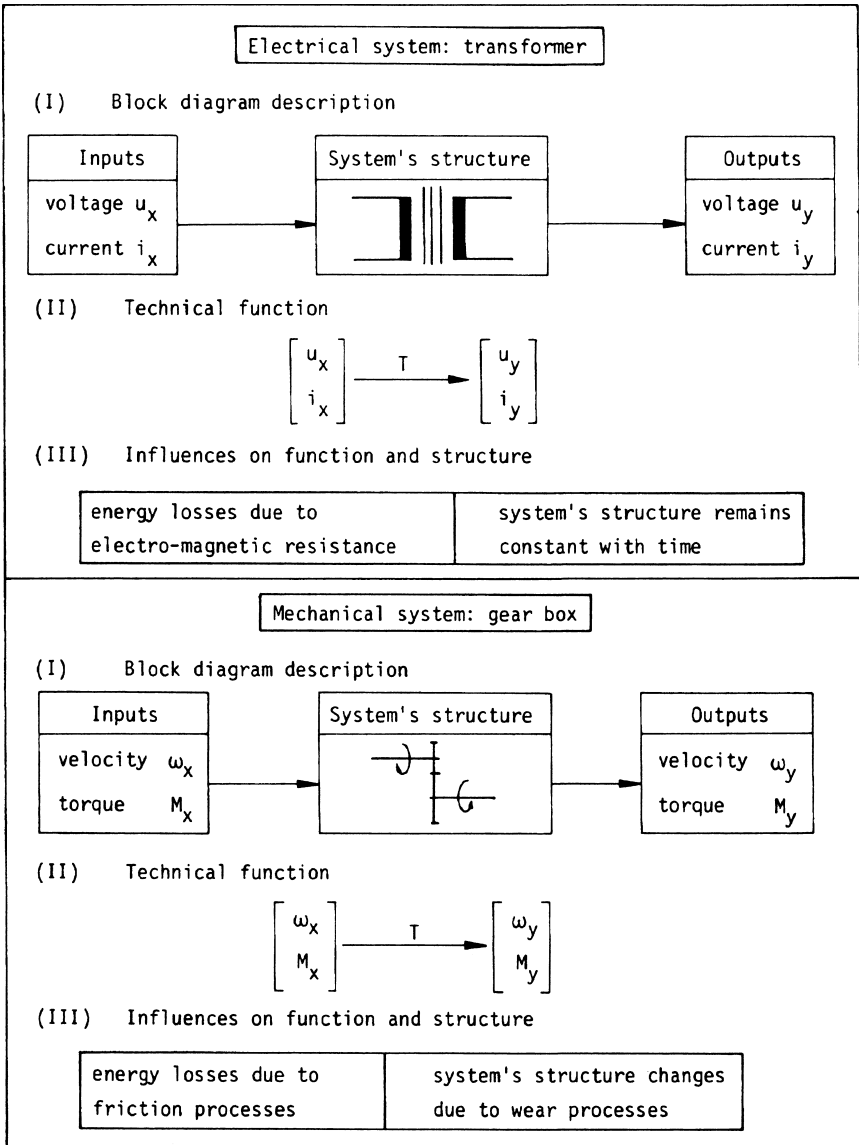 Electrical system: transformer
(I) Block diagram description
Inputs
voltage u_x
current i_x
System's structure
Outputs
voltage u_y
current i_y
(II) Technical function
u_x
i_x
T
u_y
i_y
(III) Influences on function and structure
energy losses due to
electro-magnetic resistance
system's structure remains
constant with time
Mechanical system: gear box
(I) Block diagram description
Inputs
velocity ω_x
torque M_x
System's structure
Outputs
velocity ω_y
torque M_y
(II) Technical function
ω_x
M_x
T
ω_y
M_y
(III) Influences on function and structure
energy losses due to
friction processes
system's structure changes
due to wear processes